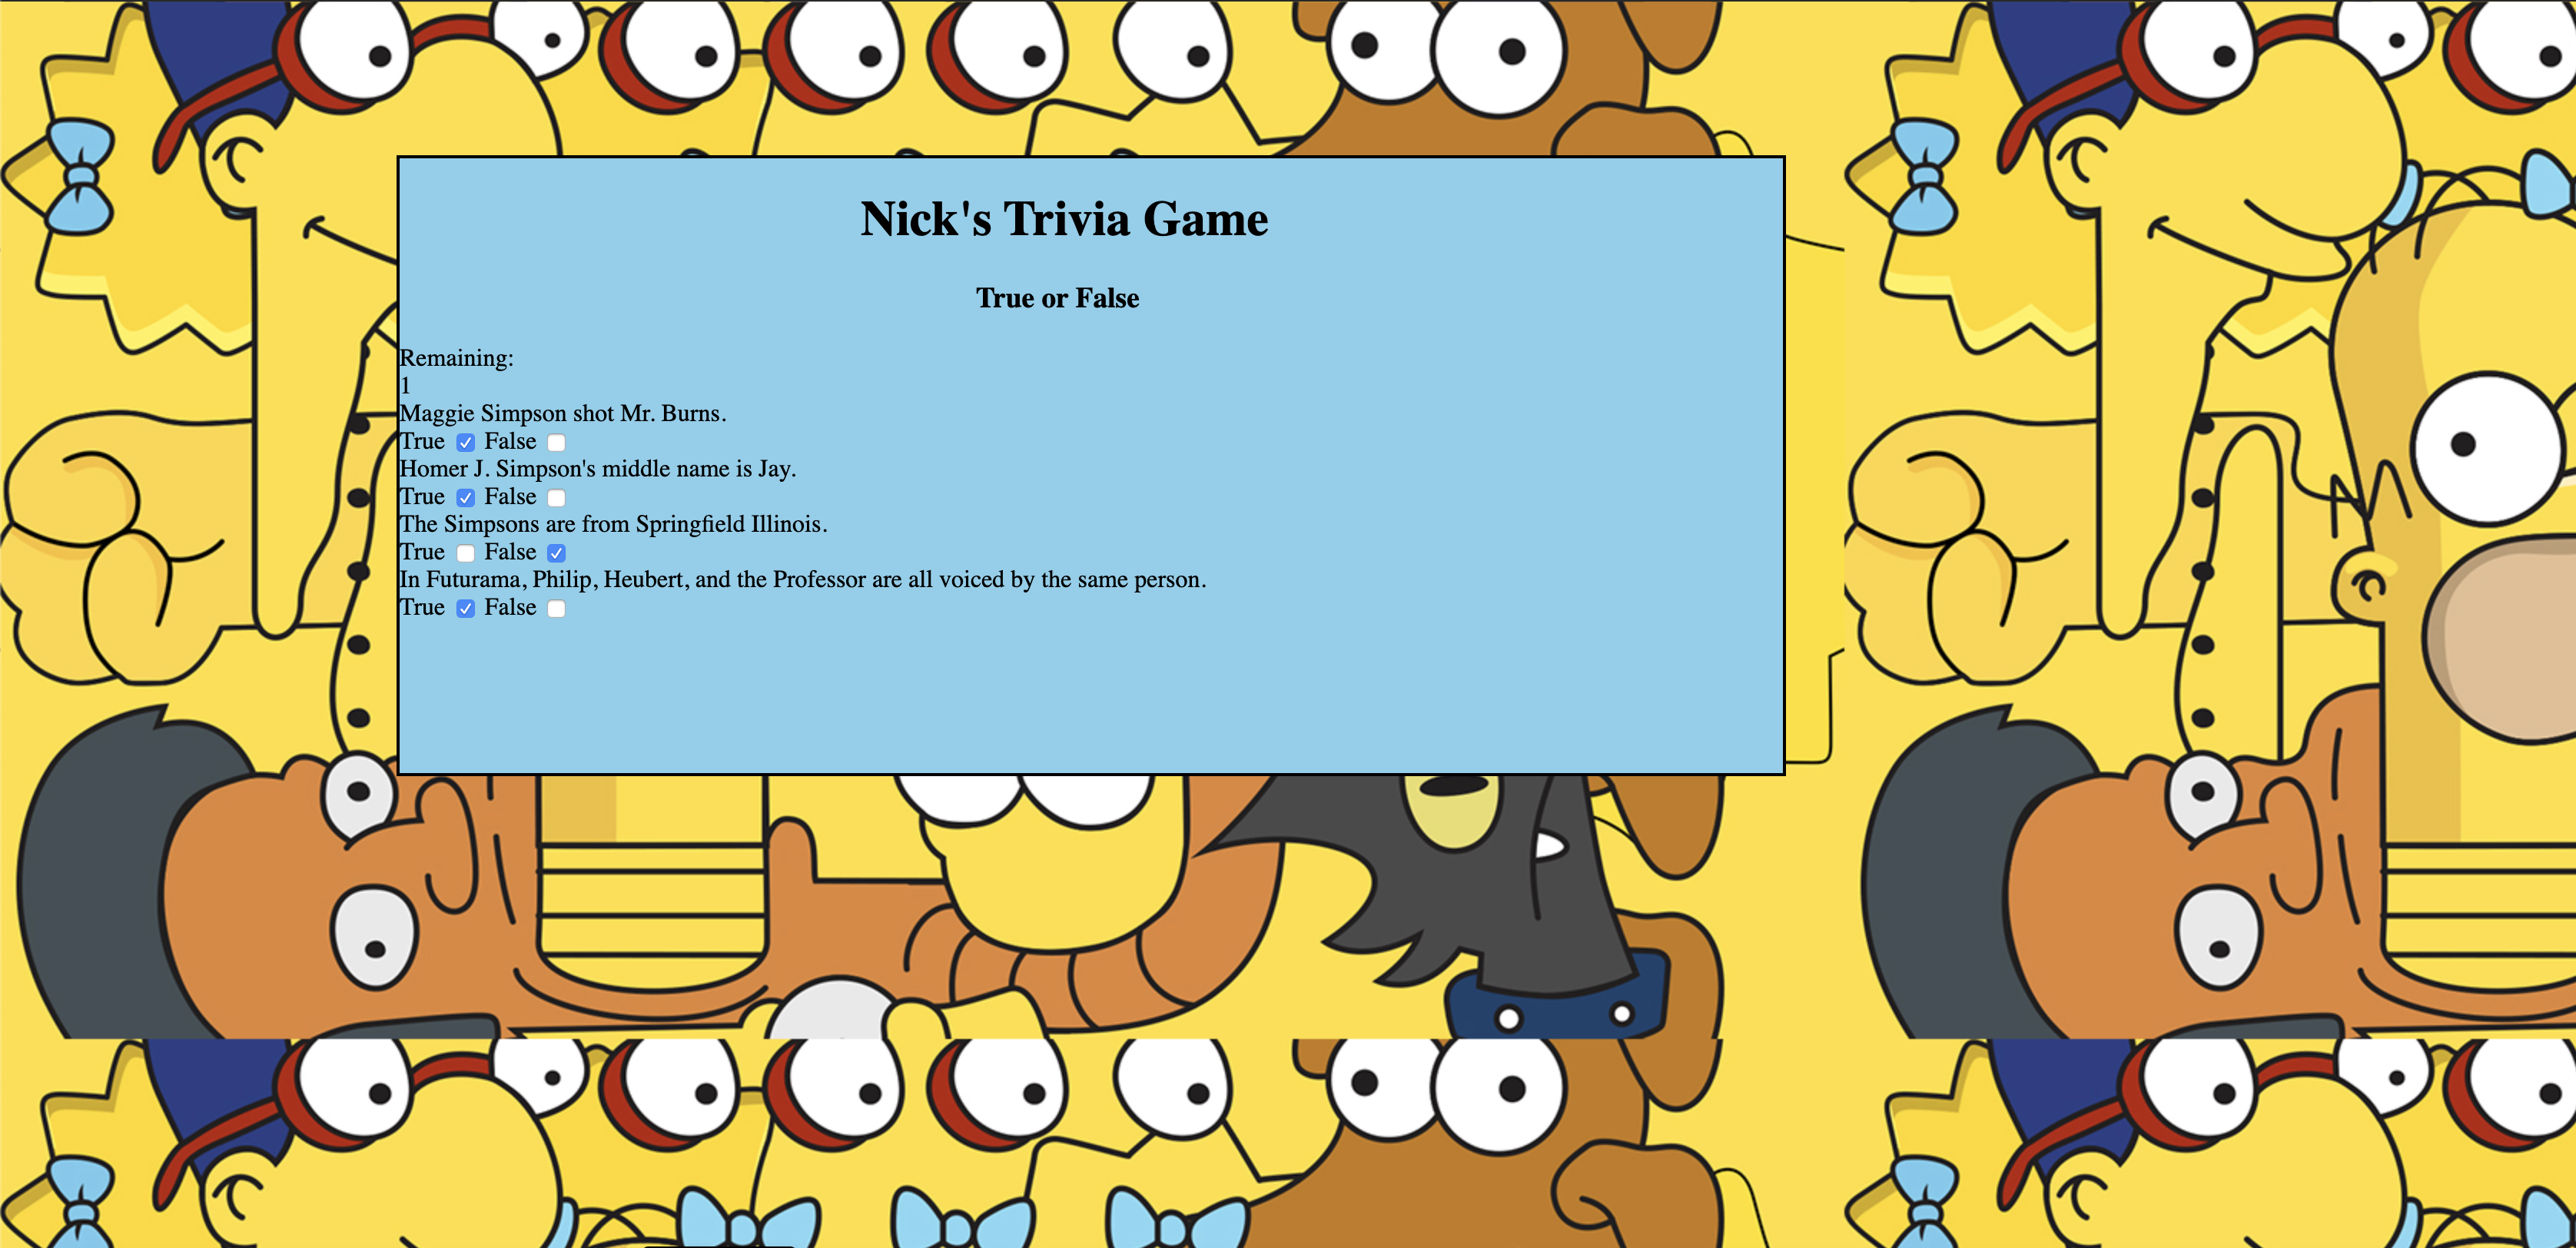 Nick's Trivia Game
True or False
Remaining:
1
Maggie Simpson shot Mr. Burns.
True False
Homer J. Simpson's middle name is Jay.
True False
The Simpsons are from Springfield Illinois.
True False
In Futurama, Philip, Heubert, and the Professor are all voiced by the same person.
True False